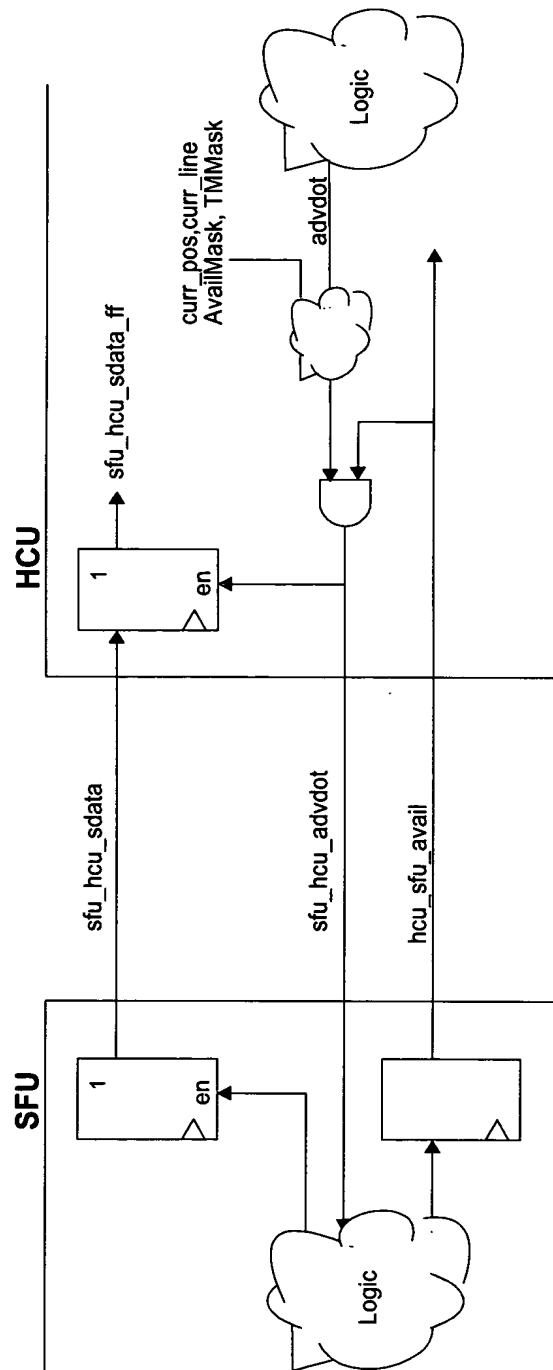 SFU
HCU
1
en
sfu_hcu_sdata
1
en
sfu_hcu_sdata_ff
curr_pos,curr_line
AvailMask, TMMask
sfu_hcu_advdot
advdot
Logic
hcu_sfu_avail
Logic